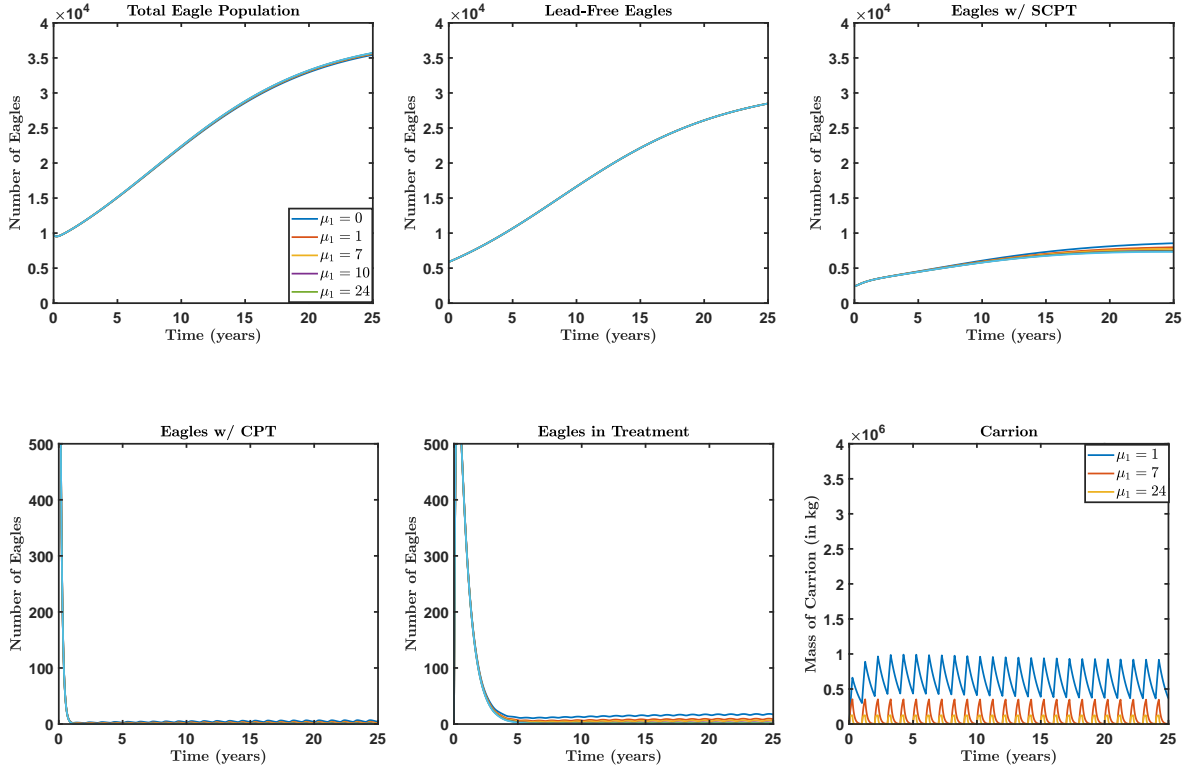 Total Eagle Population
×10^4
4
3.5
3
2.5
2
1.5
1
0.5
0
Number of Eagles
0 5 10 15 20 25
Time (years)
μ₁ = 0
μ₁ = 1
μ₁ = 7
μ₁ = 10
μ₁ = 24
Lead-Free Eagles
×10^4
4
3.5
3
2.5
2
1.5
1
0.5
0
Number of Eagles
0 5 10 15 20 25
Time (years)
Eagles w/ SCPT
×10^4
4
3.5
3
2.5
2
1.5
1
0.5
0
Number of Eagles
0 5 10 15 20 25
Time (years)
Eagles w/ CPT
500
400
300
200
100
0
Number of Eagles
0 5 10 15 20 25
Time (years)
Eagles in Treatment
500
400
300
200
100
0
Number of Eagles
0 5 10 15 20 25
Time (years)
Carrion
×10^6
4
3.5
3
2.5
2
1.5
1
0.5
0
Mass of Carrion (in kg)
0 5 10 15 20 25
Time (years)
μ₁ = 1
μ₁ = 7
μ₁ = 24